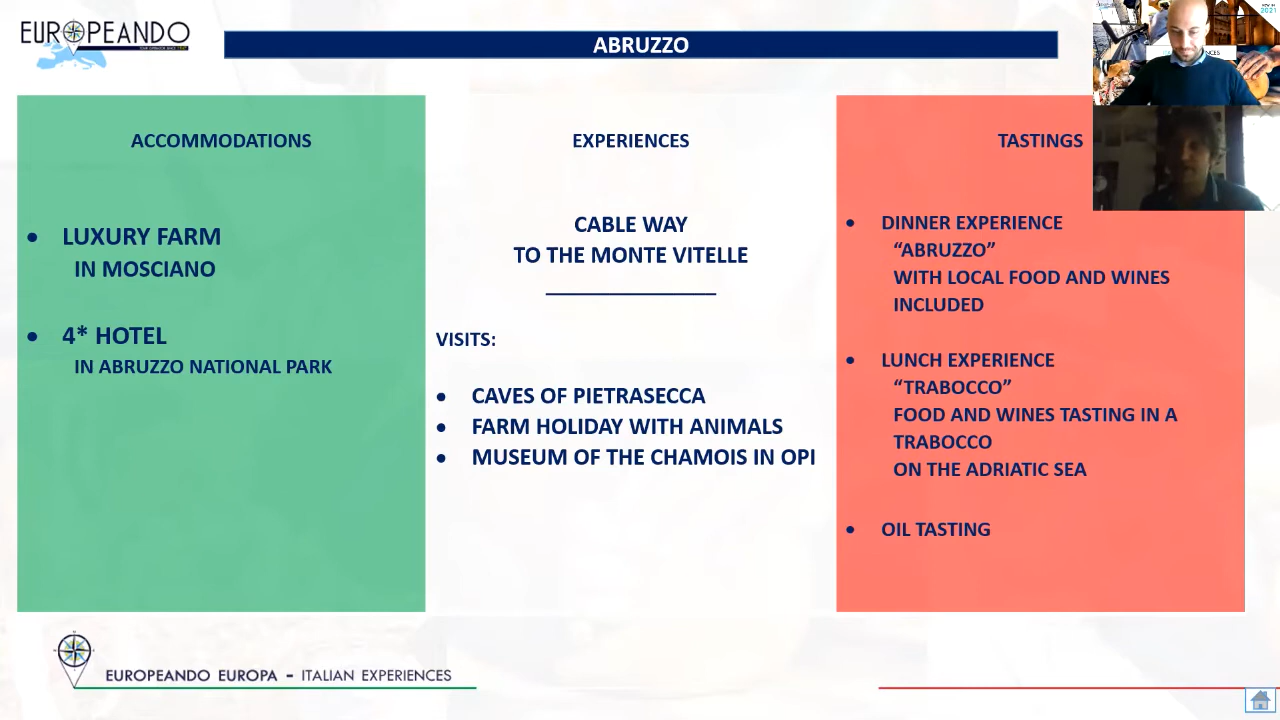 EUROPEANDO
ABRUZZO
ACCOMMODATIONS
• LUXURY FARM
IN MOSCIANO
• 4* HOTEL
IN ABRUZZO NATIONAL PARK
EXPERIENCES
CABLE WAY
TO THE MONTE VITELLE
VISITS:
• CAVES OF PIETRASECCA
• FARM HOLIDAY WITH ANIMALS
• MUSEUM OF THE CHAMOIS IN OPI
TASTINGS
• DINNER EXPERIENCE
“ABRUZZO”
WITH LOCAL FOOD AND WINES
INCLUDED
• LUNCH EXPERIENCE
“TRABOCCO”
FOOD AND WINES TASTING IN A
TRABOCCO
ON THE ADRIATIC SEA
• OIL TASTING
2021
EUROPEANDO EUROPA – ITALIAN EXPERIENCES